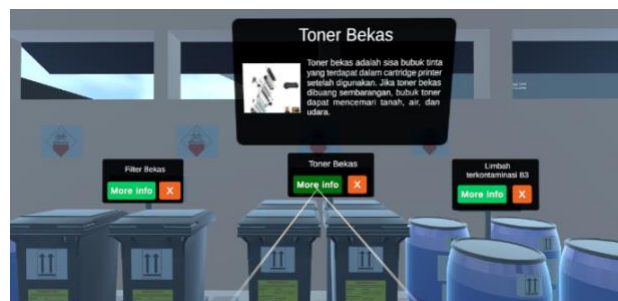 Toner Bekas
Toner bekas adalah sisa bubuk tinta
yang terdapat dalam cartridge printer
setelah digunakan. Jika toner bekas
dibuang sembarangan, bubuk toner
dapat mencemari tanah, air, dan
udara.
Filter Bekas
More info X
Toner Bekas
More info X
Limbah
terkontaminasi B3
More info X